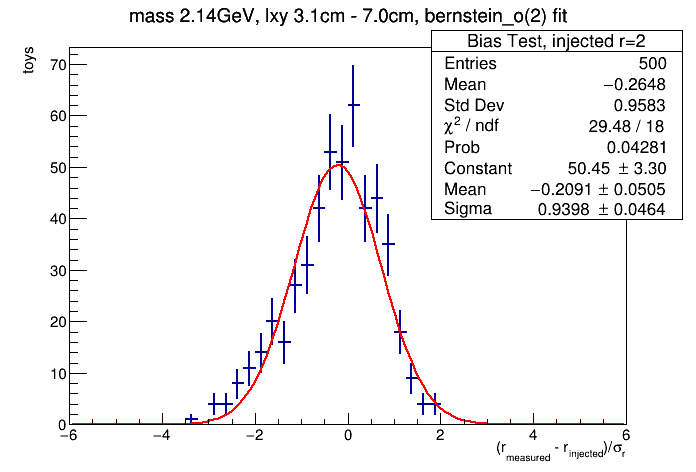 mass 2.14GeV, lxy 3.1cm - 7.0cm, bernstein_o(2) fit
Bias Test, injected r=2
Entries 500
Mean −0.2648
Std Dev 0.9583
χ² / ndf 29.48 / 18
Prob 0.04281
Constant 50.45 ± 3.30
Mean −0.2091 ± 0.0505
Sigma 0.9398 ± 0.0464
toys
70
60
50
40
30
20
10
0
−6 −4 −2 0 2 4 6
(r_measured - r_injected)/σ_r